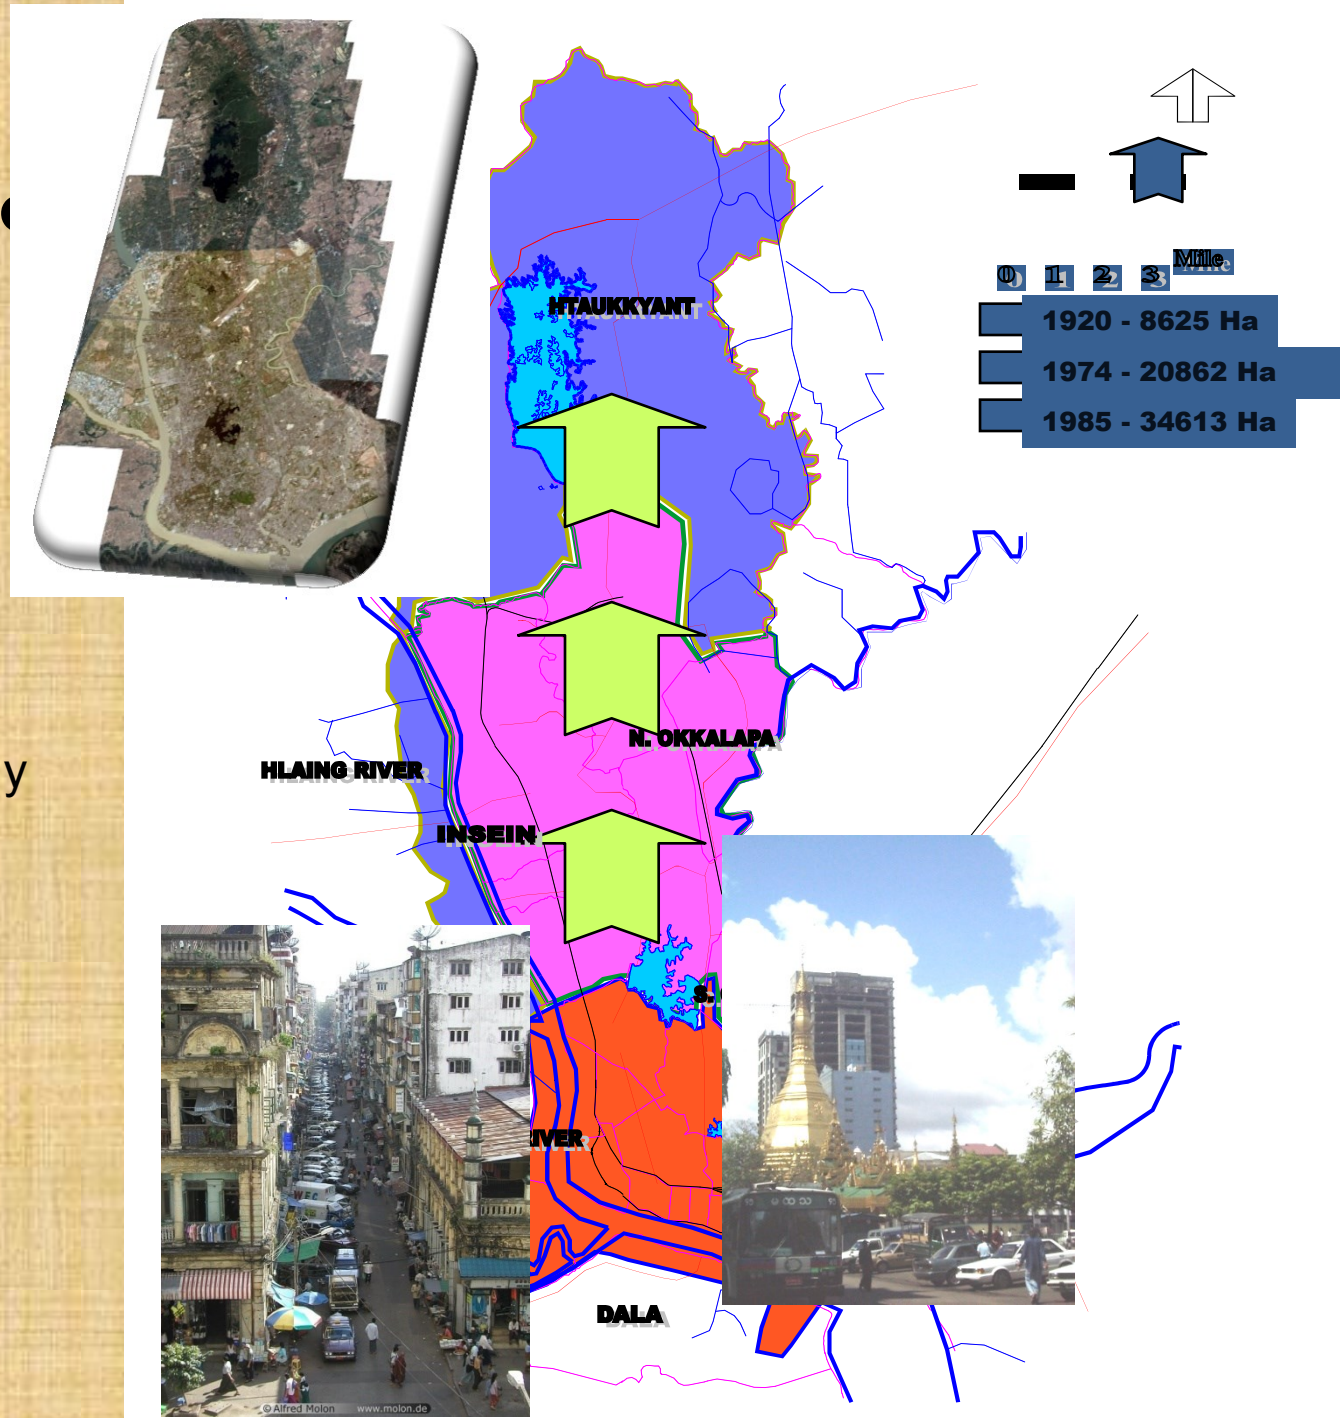 Mile
0 1 2 3
HTAUKKYANT
1920 - 8625 Ha
1974 - 20862 Ha
1985 - 34613 Ha
N. OKKALAPA
y
HLAING RIVER
INSEIN
S.
RIVER
WEC
DALA
© Alfred Molon www.molon.de